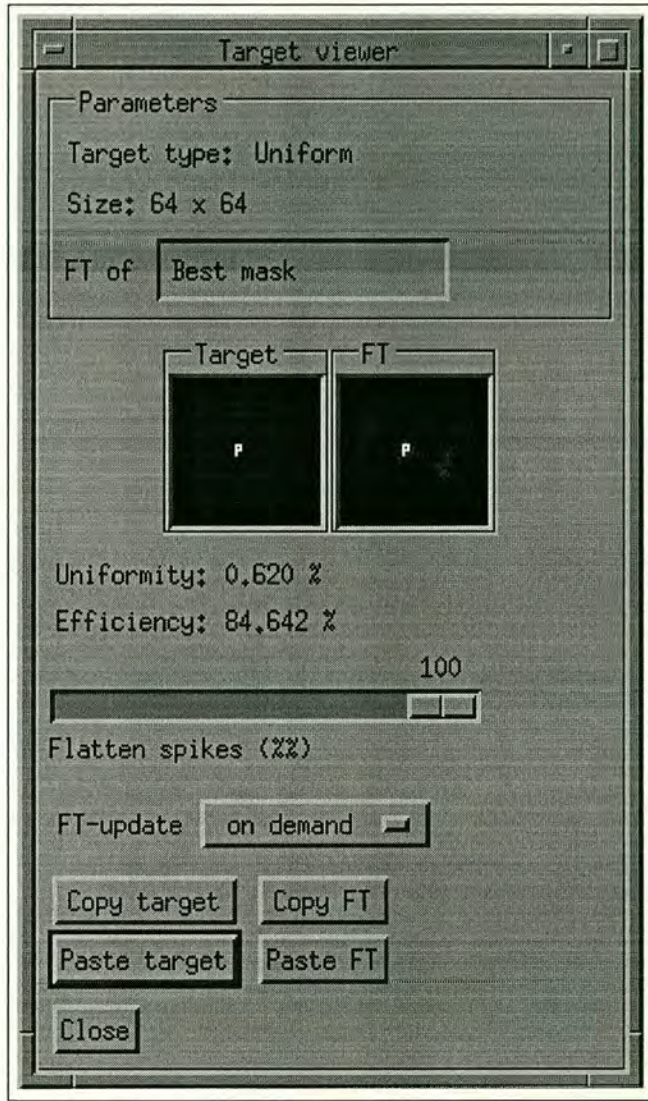 Target viewer
Parameters
Target type: Uniform
Size: 64 x 64
FT of Best mask
Target FT
P P
Uniformity: 0.620 %
Efficiency: 84.642 %
100
Flatten spikes (%%)
FT-update on demand
Copy target Copy FT
Paste target Paste FT
Close